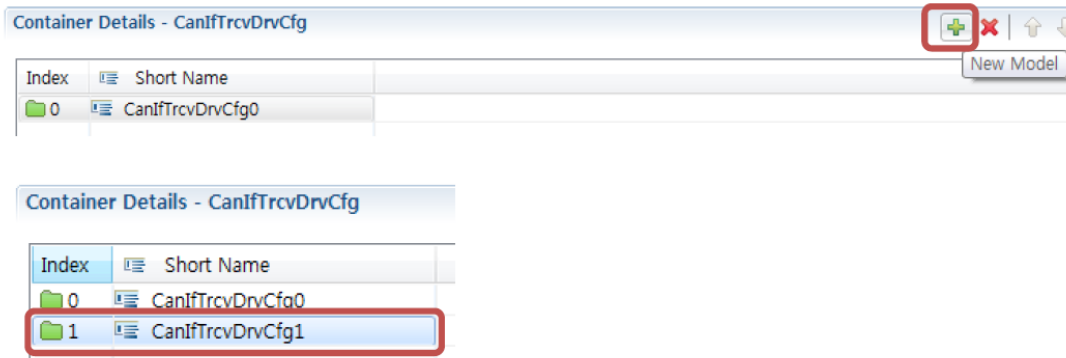 Container Details - CanIfTrcvDrvCfg
New Model
Index Short Name
0 CanIfTrcvDrvCfg0
Container Details - CanIfTrcvDrvCfg
Index Short Name
0 CanIfTrcvDrvCfg0
1 CanIfTrcvDrvCfg1